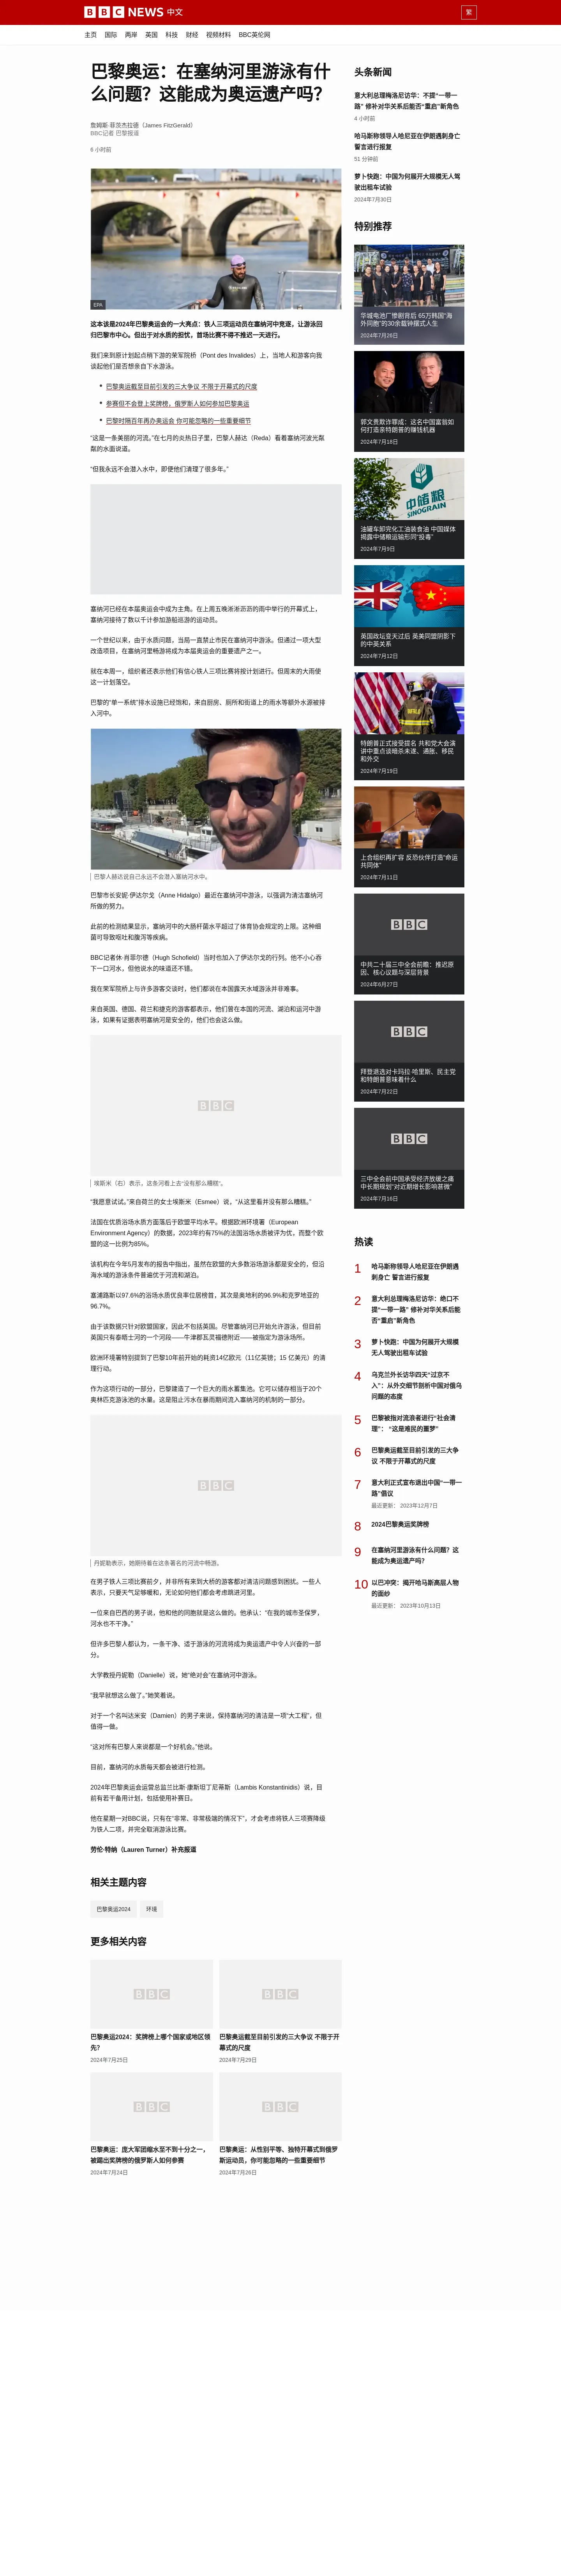 BBC NEWS 中文
繁
主页 国际 两岸 英国 科技 财经 视频材料 BBC英伦网
巴黎奥运：在塞纳河里游泳有什
么问题？这能成为奥运遗产吗？
詹姆斯·菲茨杰拉德（James FitzGerald）
BBC记者 巴黎报道
6 小时前
EPA
这本该是2024年巴黎奥运会的一大亮点：铁人三项运动员在塞纳河中竞逐，让游泳回
归巴黎市中心。但出于对水质的担忧，首场比赛不得不推迟一天进行。
我们来到原计划起点稍下游的荣军院桥（Pont des Invalides）上，当地人和游客向我
谈起他们是否想亲自下水游泳。
巴黎奥运截至目前引发的三大争议 不限于开幕式的尺度
参赛但不会登上奖牌榜，俄罗斯人如何参加巴黎奥运
巴黎时隔百年再办奥运会 你可能忽略的一些重要细节
“这是一条美丽的河流。”在七月的炎热日子里，巴黎人赫达（Reda）看着塞纳河波光粼
粼的水面说道。
“但我永远不会潜入水中，即便他们清理了很多年。”
塞纳河已经在本届奥运会中成为主角。在上周五晚淅淅沥沥的雨中举行的开幕式上，
塞纳河接待了数以千计参加游船巡游的运动员。
一个世纪以来，由于水质问题，当局一直禁止市民在塞纳河中游泳。但通过一项大型
改造项目，在塞纳河里畅游将成为本届奥运会的重要遗产之一。
就在本周一，组织者还表示他们有信心铁人三项比赛将按计划进行。但周末的大雨使
这一计划落空。
巴黎的“单一系统”排水设施已经饱和，来自厨房、厕所和街道上的雨水等额外水源被排
入河中。
巴黎人赫达说自己永远不会潜入塞纳河水中。
巴黎市长安妮·伊达尔戈（Anne Hidalgo）最近在塞纳河中游泳，以强调为清洁塞纳河
所做的努力。
此前的检测结果显示，塞纳河中的大肠杆菌水平超过了体育协会规定的上限。这种细
菌可导致呕吐和腹泻等疾病。
BBC记者休·肖菲尔德（Hugh Schofield）当时也加入了伊达尔戈的行列。他不小心吞
下一口河水，但他说水的味道还不错。
我在荣军院桥上与许多游客交谈时，他们都说在本国露天水域游泳并非难事。
来自英国、德国、荷兰和捷克的游客都表示，他们曾在本国的河流、湖泊和运河中游
泳，如果有证据表明塞纳河是安全的，他们也会这么做。
BBC
埃斯米（右）表示，这条河看上去“没有那么糟糕”。
“我愿意试试。”来自荷兰的女士埃斯米（Esmee）说，“从这里看并没有那么糟糕。”
法国在优质浴场水质方面落后于欧盟平均水平。根据欧洲环境署（European
Environment Agency）的数据，2023年约有75%的法国浴场水质被评为优，而整个欧
盟的这一比例为85%。
该机构在今年5月发布的报告中指出，虽然在欧盟的大多数浴场游泳都是安全的，但沿
海水域的游泳条件普遍优于河流和湖泊。
塞浦路斯以97.6%的浴场水质优良率位居榜首，其次是奥地利的96.9%和克罗地亚的
96.7%。
由于该数据只针对欧盟国家，因此不包括英国。尽管塞纳河已开始允许游泳，但目前
英国只有泰晤士河的一个河段——牛津都瓦灵福德附近——被指定为游泳场所。
欧洲环境署特别提到了巴黎10年前开始的耗资14亿欧元（11亿英镑；15 亿美元）的清
理行动。
作为这项行动的一部分，巴黎建造了一个巨大的雨水蓄集池。它可以储存相当于20个
奥林匹克游泳池的水量。这是阻止污水在暴雨期间流入塞纳河的机制的一部分。
BBC
丹妮勒表示，她期待着在这条著名的河流中畅游。
在男子铁人三项比赛前夕，并非所有来到大桥的游客都对清洁问题感到困扰。一些人
表示，只要天气足够暖和，无论如何他们都会考虑跳进河里。
一位来自巴西的男子说，他和他的同胞就是这么做的。他承认：“在我的城市圣保罗，
河水也不干净。”
但许多巴黎人都认为，一条干净、适于游泳的河流将成为奥运遗产中令人兴奋的一部
分。
大学教授丹妮勒（Danielle）说，她“绝对会”在塞纳河中游泳。
“我早就想这么做了。”她笑着说。
对于一个名叫达米安（Damien）的男子来说，保持塞纳河的清洁是一项“大工程”，但
值得一做。
“这对所有巴黎人来说都是一个好机会。”他说。
目前，塞纳河的水质每天都会被进行检测。
2024年巴黎奥运会运营总监兰比斯·康斯坦丁尼蒂斯（Lambis Konstantinidis）说，目
前有若干备用计划，包括使用补赛日。
他在星期一对BBC说，只有在“非常、非常极端的情况下”，才会考虑将铁人三项赛降级
为铁人二项，并完全取消游泳比赛。
劳伦·特纳（Lauren Turner）补充报道
相关主题内容
巴黎奥运2024 环境
更多相关内容
BBC
巴黎奥运2024：奖牌榜上哪个国家或地区领
先？
2024年7月25日
BBC
巴黎奥运截至目前引发的三大争议 不限于开
幕式的尺度
2024年7月29日
BBC
巴黎奥运：庞大军团缩水至不到十分之一，
被踢出奖牌榜的俄罗斯人如何参赛
2024年7月24日
BBC
巴黎奥运：从性别平等、独特开幕式到俄罗
斯运动员，你可能忽略的一些重要细节
2024年7月26日
头条新闻
意大利总理梅洛尼访华：不提“一带一
路” 修补对华关系后能否“重启”新角色
4 小时前
哈马斯称领导人哈尼亚在伊朗遇刺身亡
誓言进行报复
51 分钟前
萝卜快跑：中国为何展开大规模无人驾
驶出租车试验
2024年7月30日
特别推荐
华城电池厂惨剧背后 65万韩国“海
外同胞”的30余载钟摆式人生
2024年7月26日
郭文贵欺诈罪成：这名中国富翁如
何打造亲特朗普的赚钱机器
2024年7月18日
中储粮
SINOGRAIN
油罐车卸完化工油装食油 中国媒体
揭露中储粮运输形同“投毒”
2024年7月9日
英国政坛变天过后 英美同盟阴影下
的中英关系
2024年7月12日
特朗普正式接受提名 共和党大会演
讲中重点谈暗杀未遂、通胀、移民
和外交
2024年7月19日
上合组织再扩容 反恐伙伴打造“命运
共同体”
2024年7月11日
BBC
中共二十届三中全会前瞻：推迟原
因、核心议题与深层背景
2024年6月27日
BBC
拜登退选对卡玛拉·哈里斯、民主党
和特朗普意味着什么
2024年7月22日
BBC
三中全会前中国承受经济放缓之痛
中长期规划”对近期增长影响甚微”
2024年7月16日
热读
1 哈马斯称领导人哈尼亚在伊朗遇
刺身亡 誓言进行报复
2 意大利总理梅洛尼访华：绝口不
提“一带一路” 修补对华关系后能
否“重启”新角色
3 萝卜快跑：中国为何展开大规模
无人驾驶出租车试验
4 乌克兰外长访华四天“过京不
入”：从外交细节剖析中国对俄乌
问题的态度
5 巴黎被指对流浪者进行“社会清
理”： “这是难民的噩梦”
6 巴黎奥运截至目前引发的三大争
议 不限于开幕式的尺度
7 意大利正式宣布退出中国“一带一
路”倡议
最近更新： 2023年12月7日
8 2024巴黎奥运奖牌榜
9 在塞纳河里游泳有什么问题？这
能成为奥运遗产吗？
10 以巴冲突：揭开哈马斯高层人物
的面纱
最近更新： 2023年10月13日